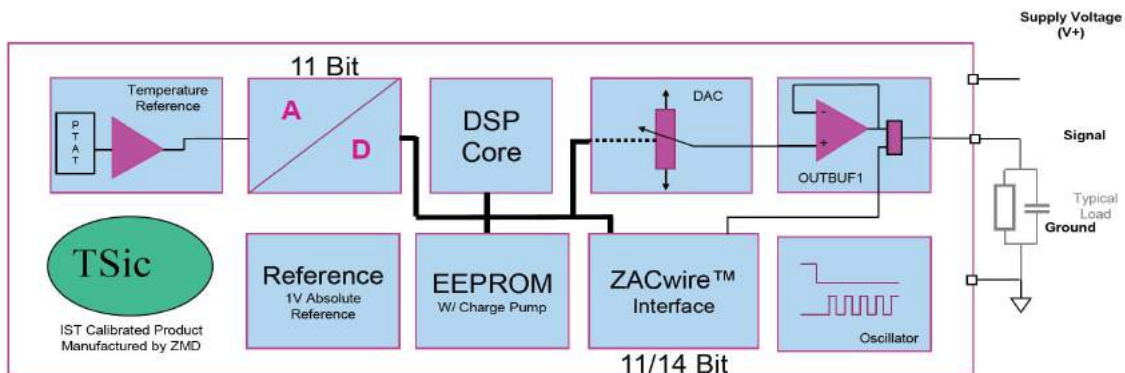 Supply Voltage
(V+)
11 Bit
Temperature
Reference
P
T
A
T
A
D
DSP
Core
DAC
-
+
OUTBUF1
Signal
Typical
Load
Ground
TSic
IST Calibrated Product
Manufactured by ZMD
Reference
1V Absolute
Reference
EEPROM
W/ Charge Pump
ZACwire™
Interface
Oscillator
11/14 Bit